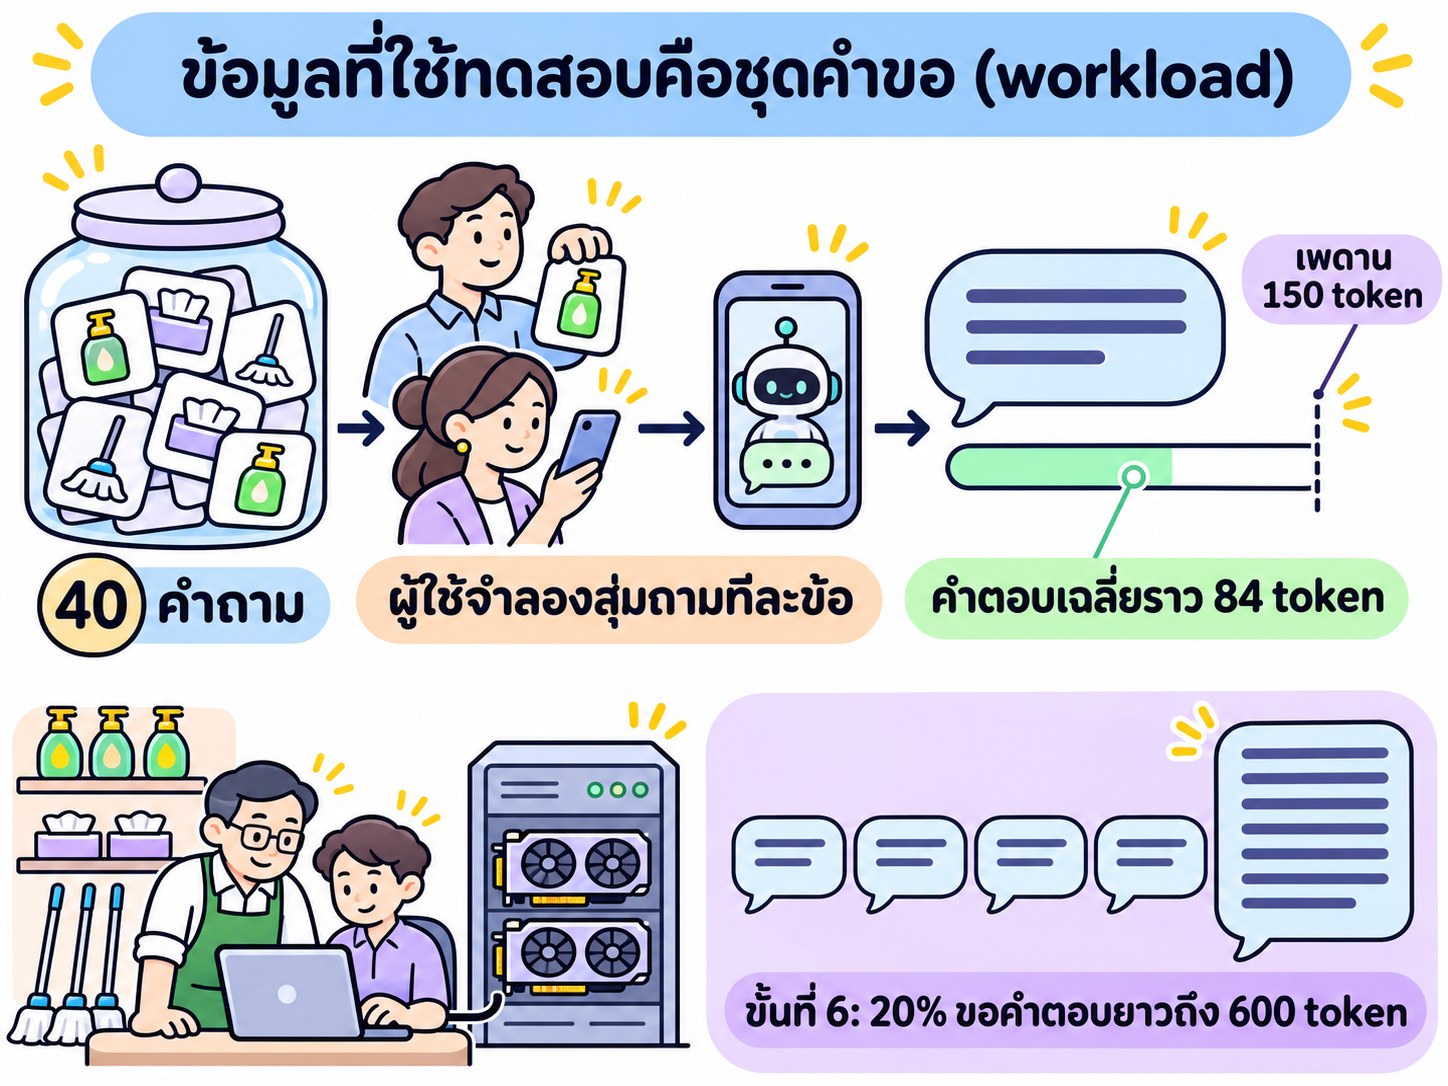 ข้อมูลที่ใช้ทดสอบคือชุดคำขอ (workload)
เพดาน
150 token
40 คำถาม
ผู้ใช้จำลองสุ่มถามทีละข้อ
คำตอบเฉลี่ยราว 84 token
ขั้นที่ 6: 20% ขอคำตอบยาวถึง 600 token